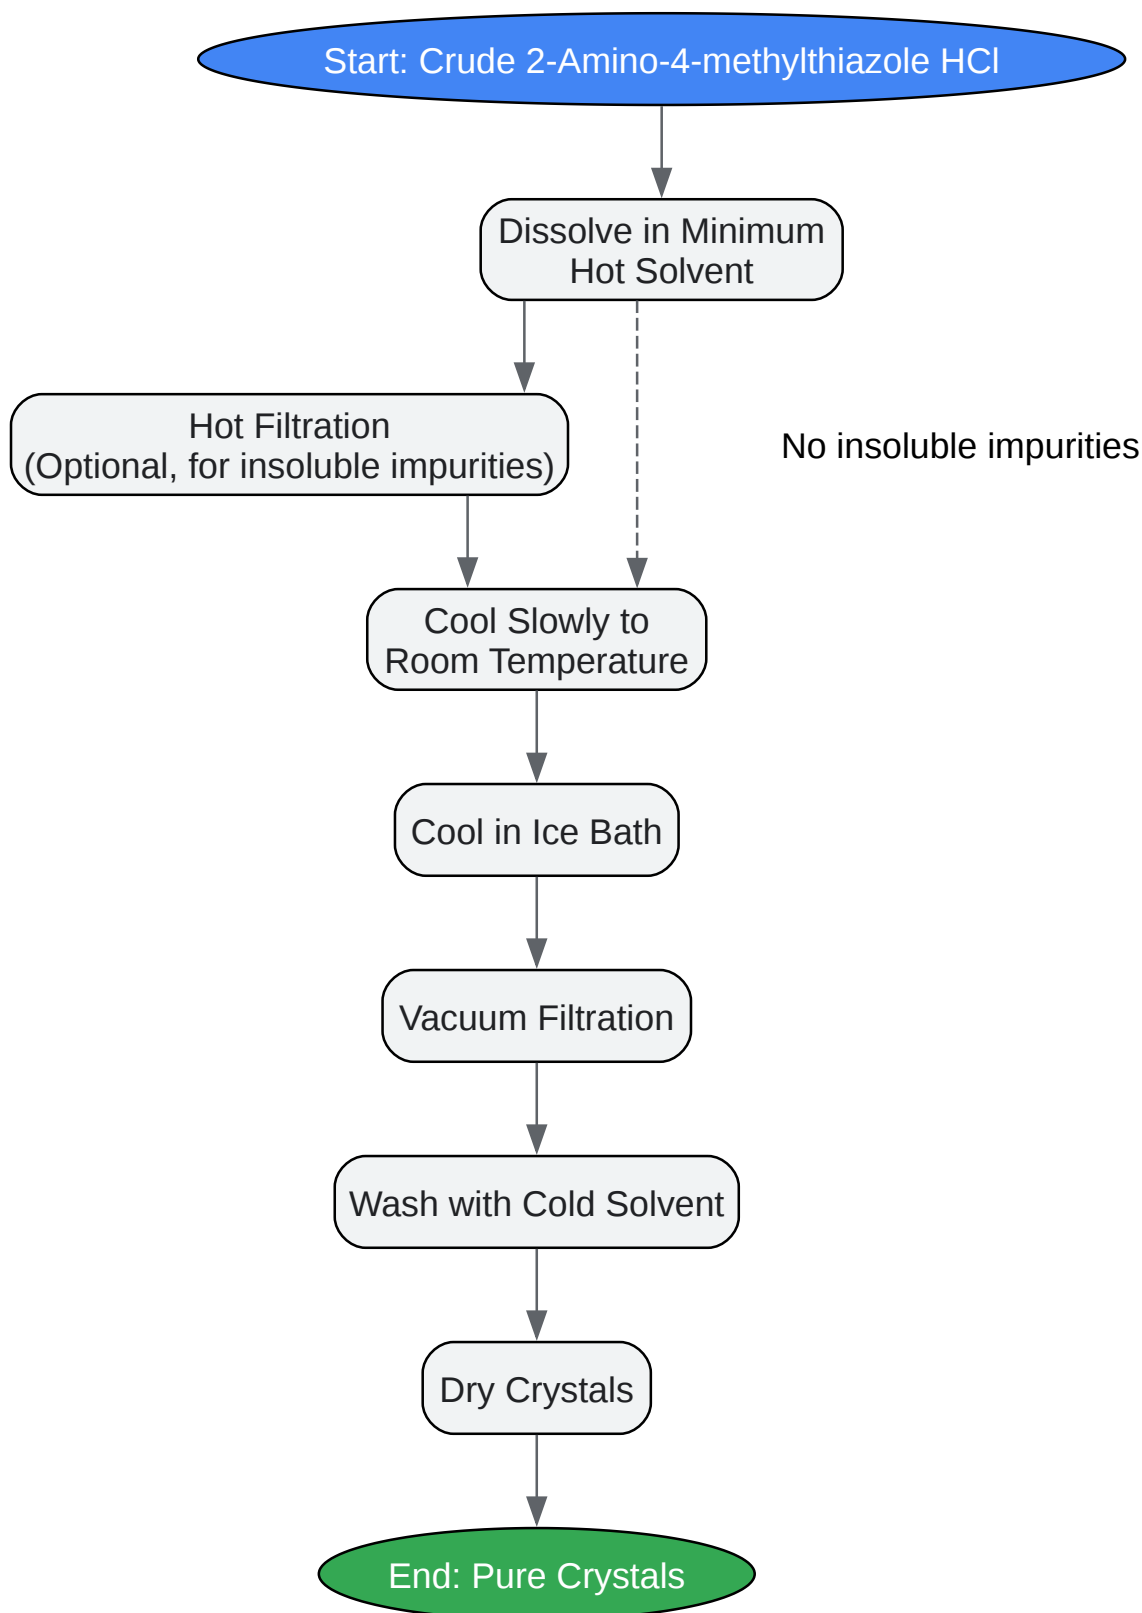 Start: Crude 2-Amino-4-methylthiazole HCl
Dissolve in Minimum
Hot Solvent
Hot Filtration
(Optional, for insoluble impurities)
No insoluble impurities
Cool Slowly to
Room Temperature
Cool in Ice Bath
Vacuum Filtration
Wash with Cold Solvent
Dry Crystals
End: Pure Crystals